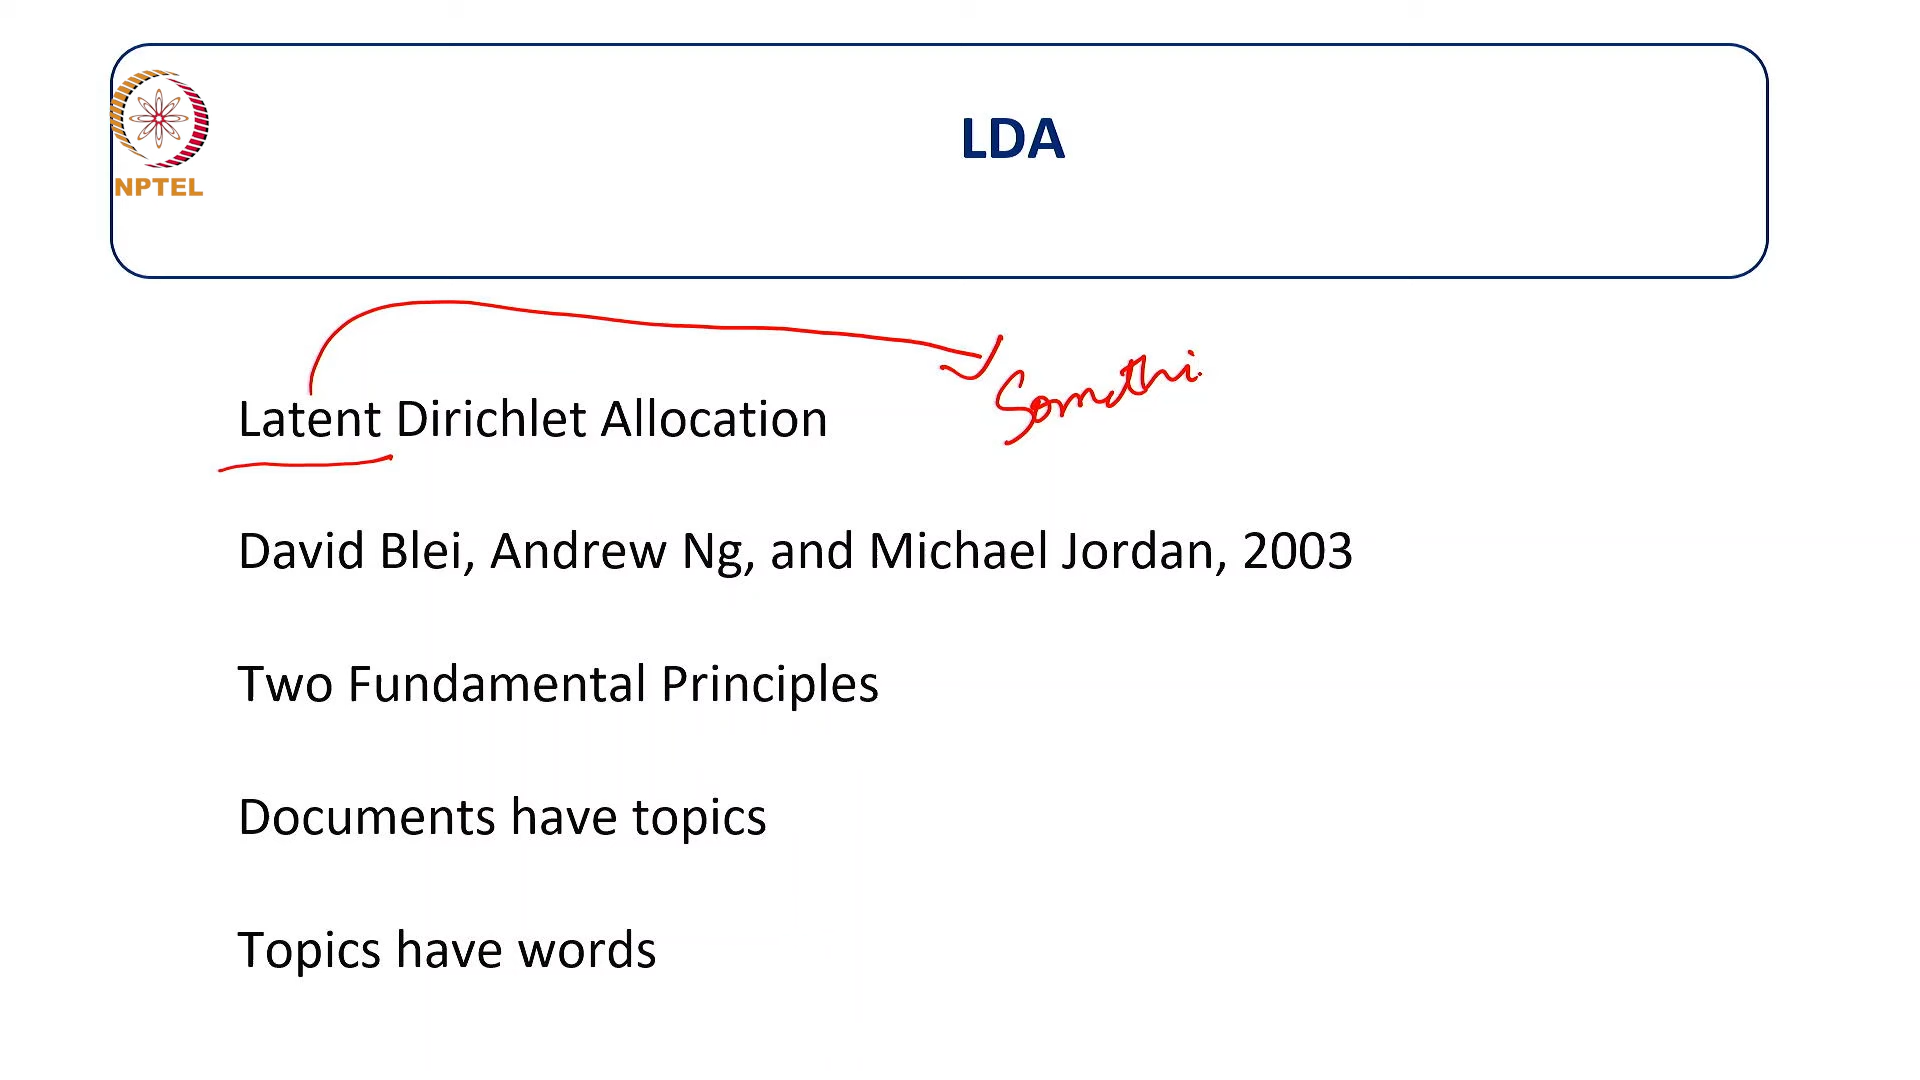 NPTEL
LDA
Somethi
Latent Dirichlet Allocation
David Blei, Andrew Ng, and Michael Jordan, 2003
Two Fundamental Principles
Documents have topics
Topics have words